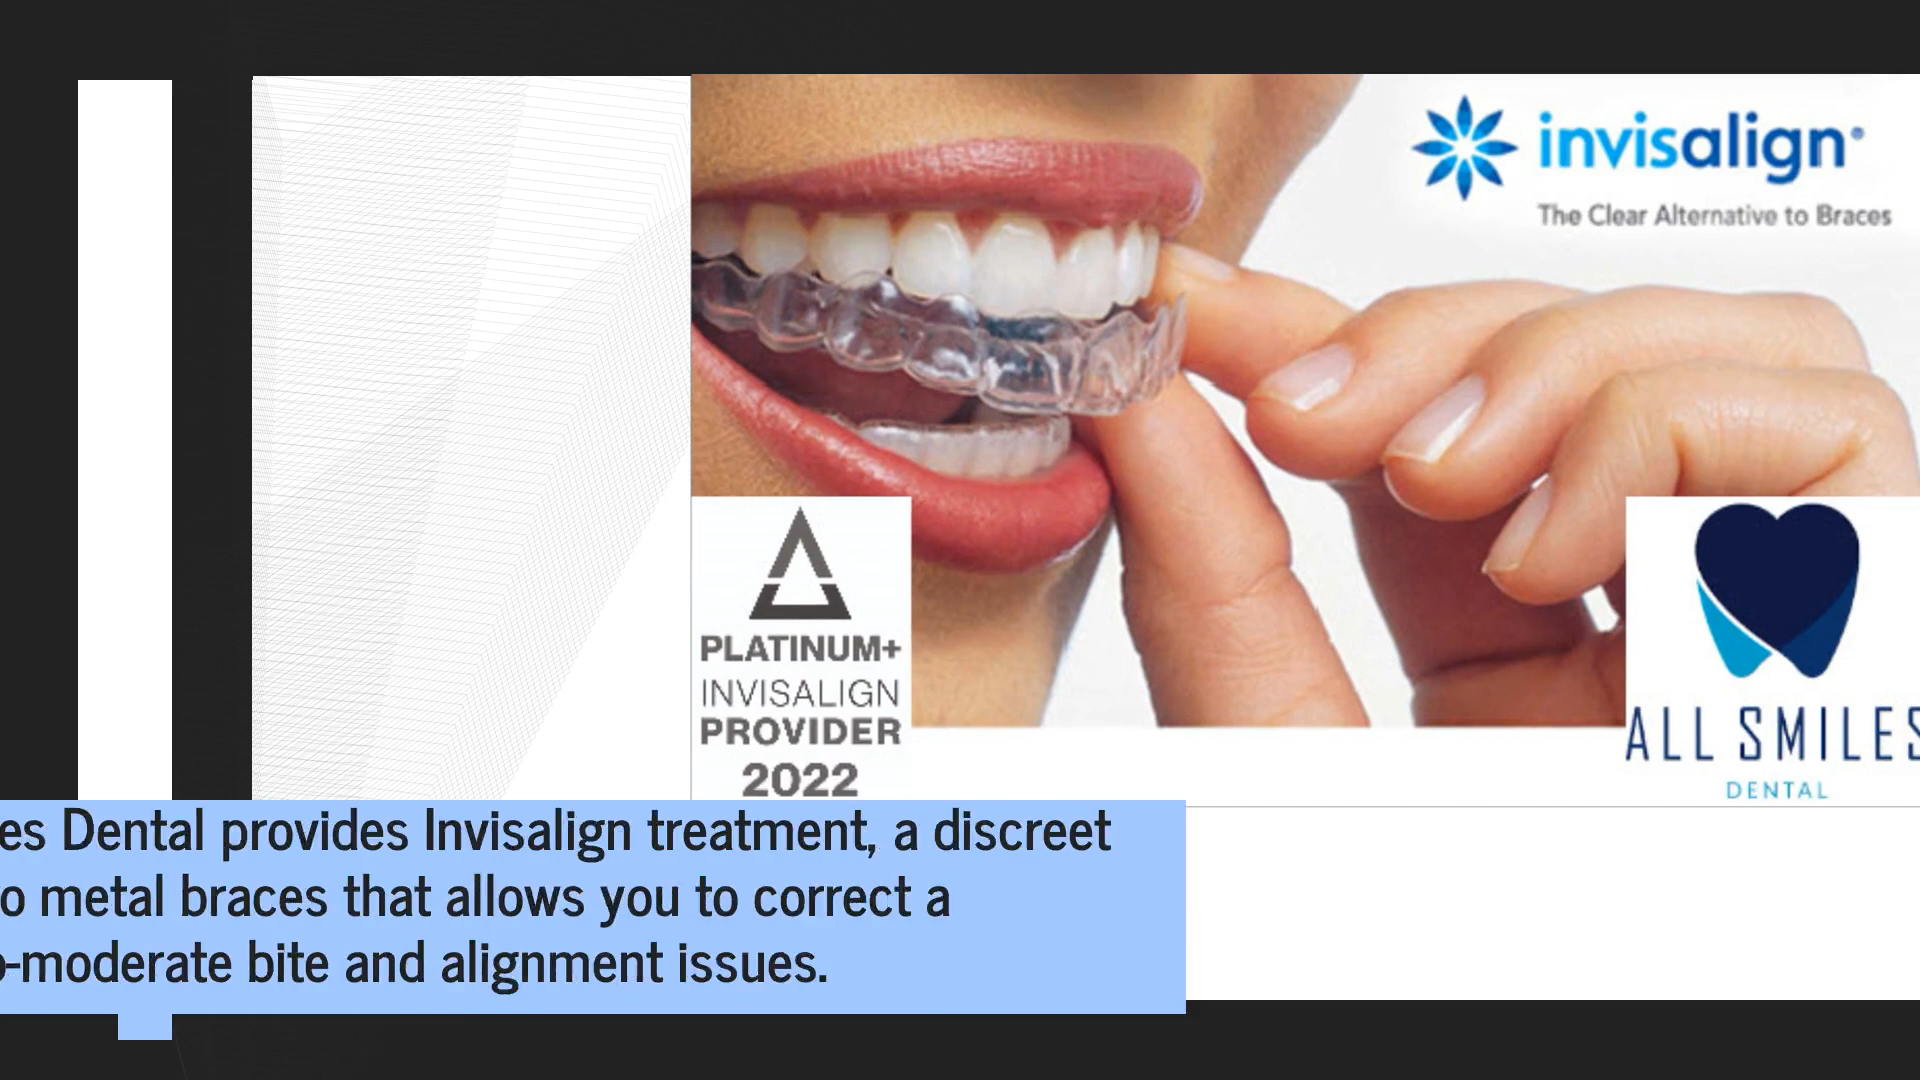 invisalign®
The Clear Alternative to Braces
PLATINUM+
INVISALIGN
PROVIDER
2022
ALL SMILES
DENTAL
es Dental provides Invisalign treatment, a discreet
o metal braces that allows you to correct a
-moderate bite and alignment issues.